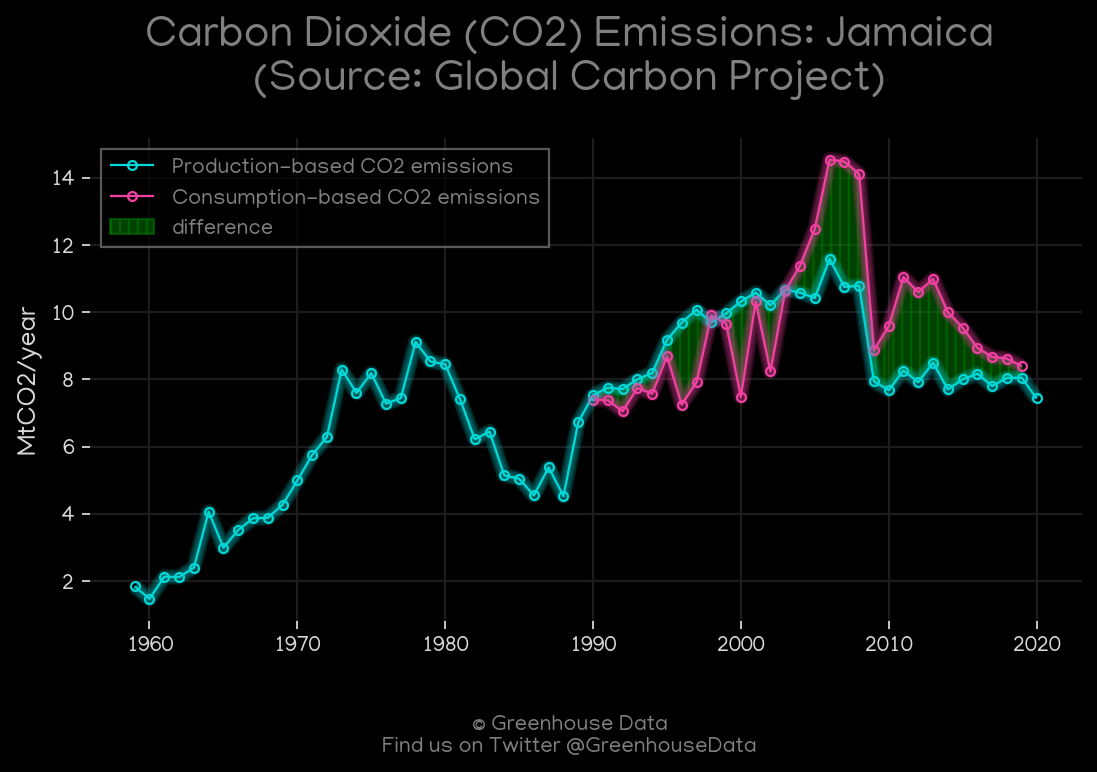 Carbon Dioxide (CO2) Emissions: Jamaica
(Source: Global Carbon Project)
Production-based CO2 emissions
Consumption-based CO2 emissions
difference
MtCO2/year
14
12
10
8
6
4
2
1960 1970 1980 1990 2000 2010 2020
© Greenhouse Data
Find us on Twitter @GreenhouseData